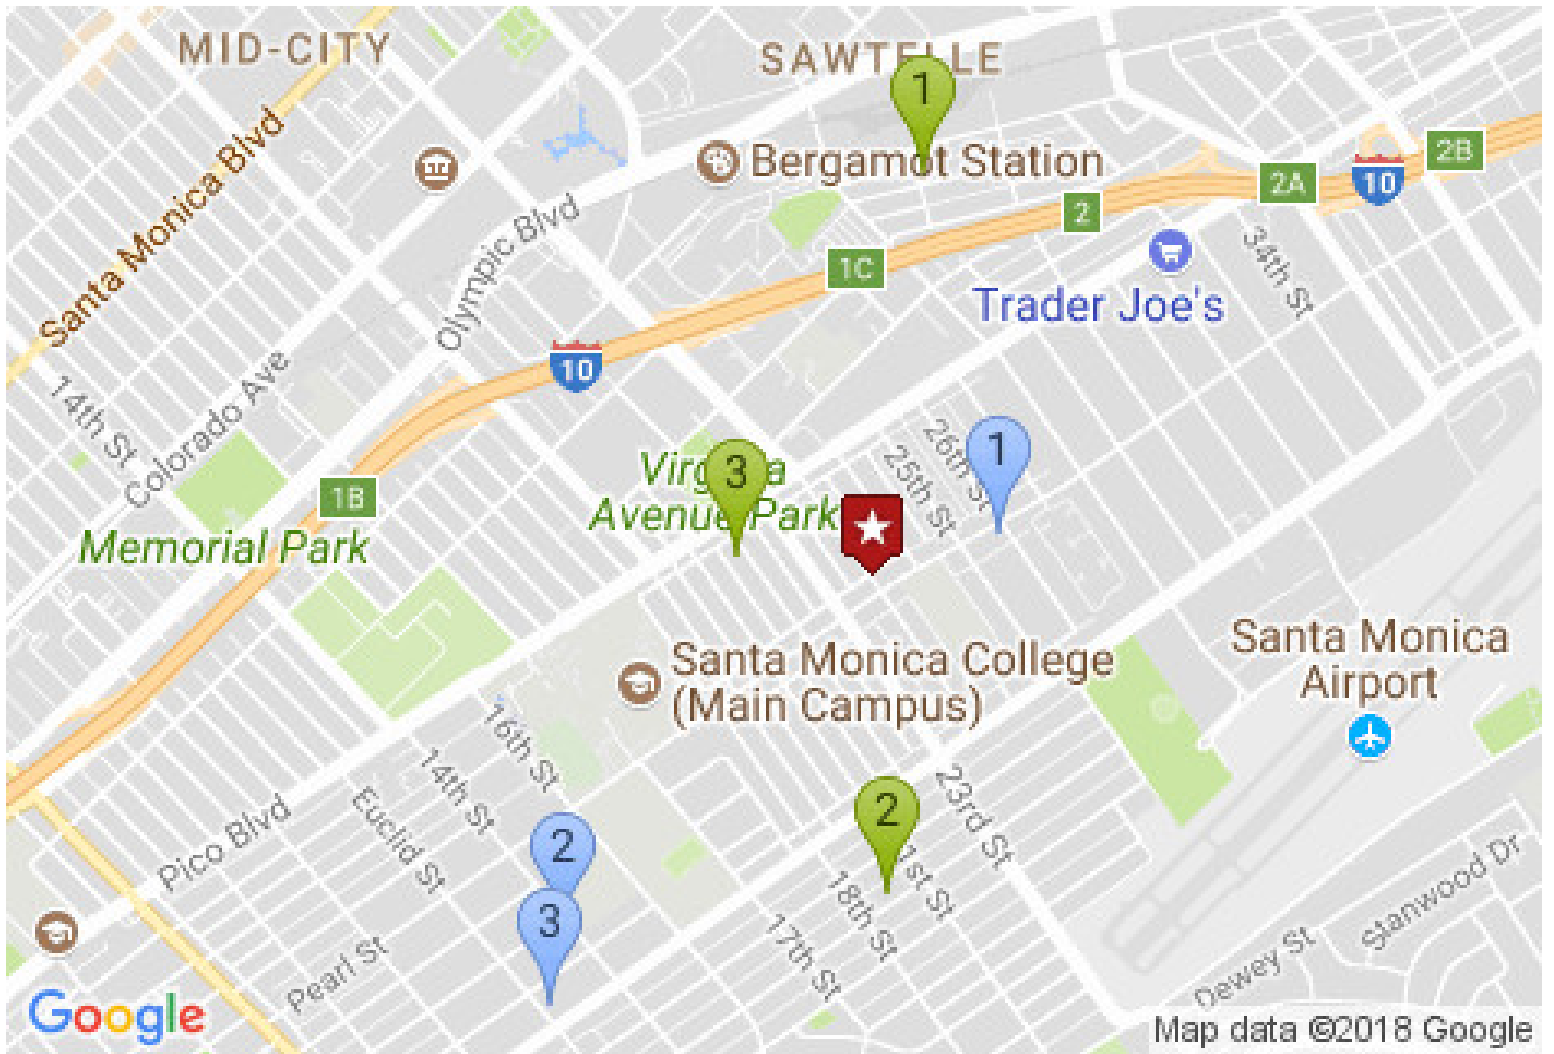 MID-CITY
SAWTELLE
1
Bergamot Station
2B
2A
10
2
Santa Monica Blvd
Olympic Blvd
1C
34th St
Trader Joe's
10
14th St
Colorado Ave
26th St
25th St
1
Virginia
Avenue Park
3
1B
Memorial Park
Santa Monica College
(Main Campus)
Santa Monica
Airport
16th St
14th St
Euclid St
Pico Blvd
23rd St
2
1st St
18th St
17th St
2
3
Pearl St
Stanwood Dr
Dewey St
Google
Map data ©2018 Google